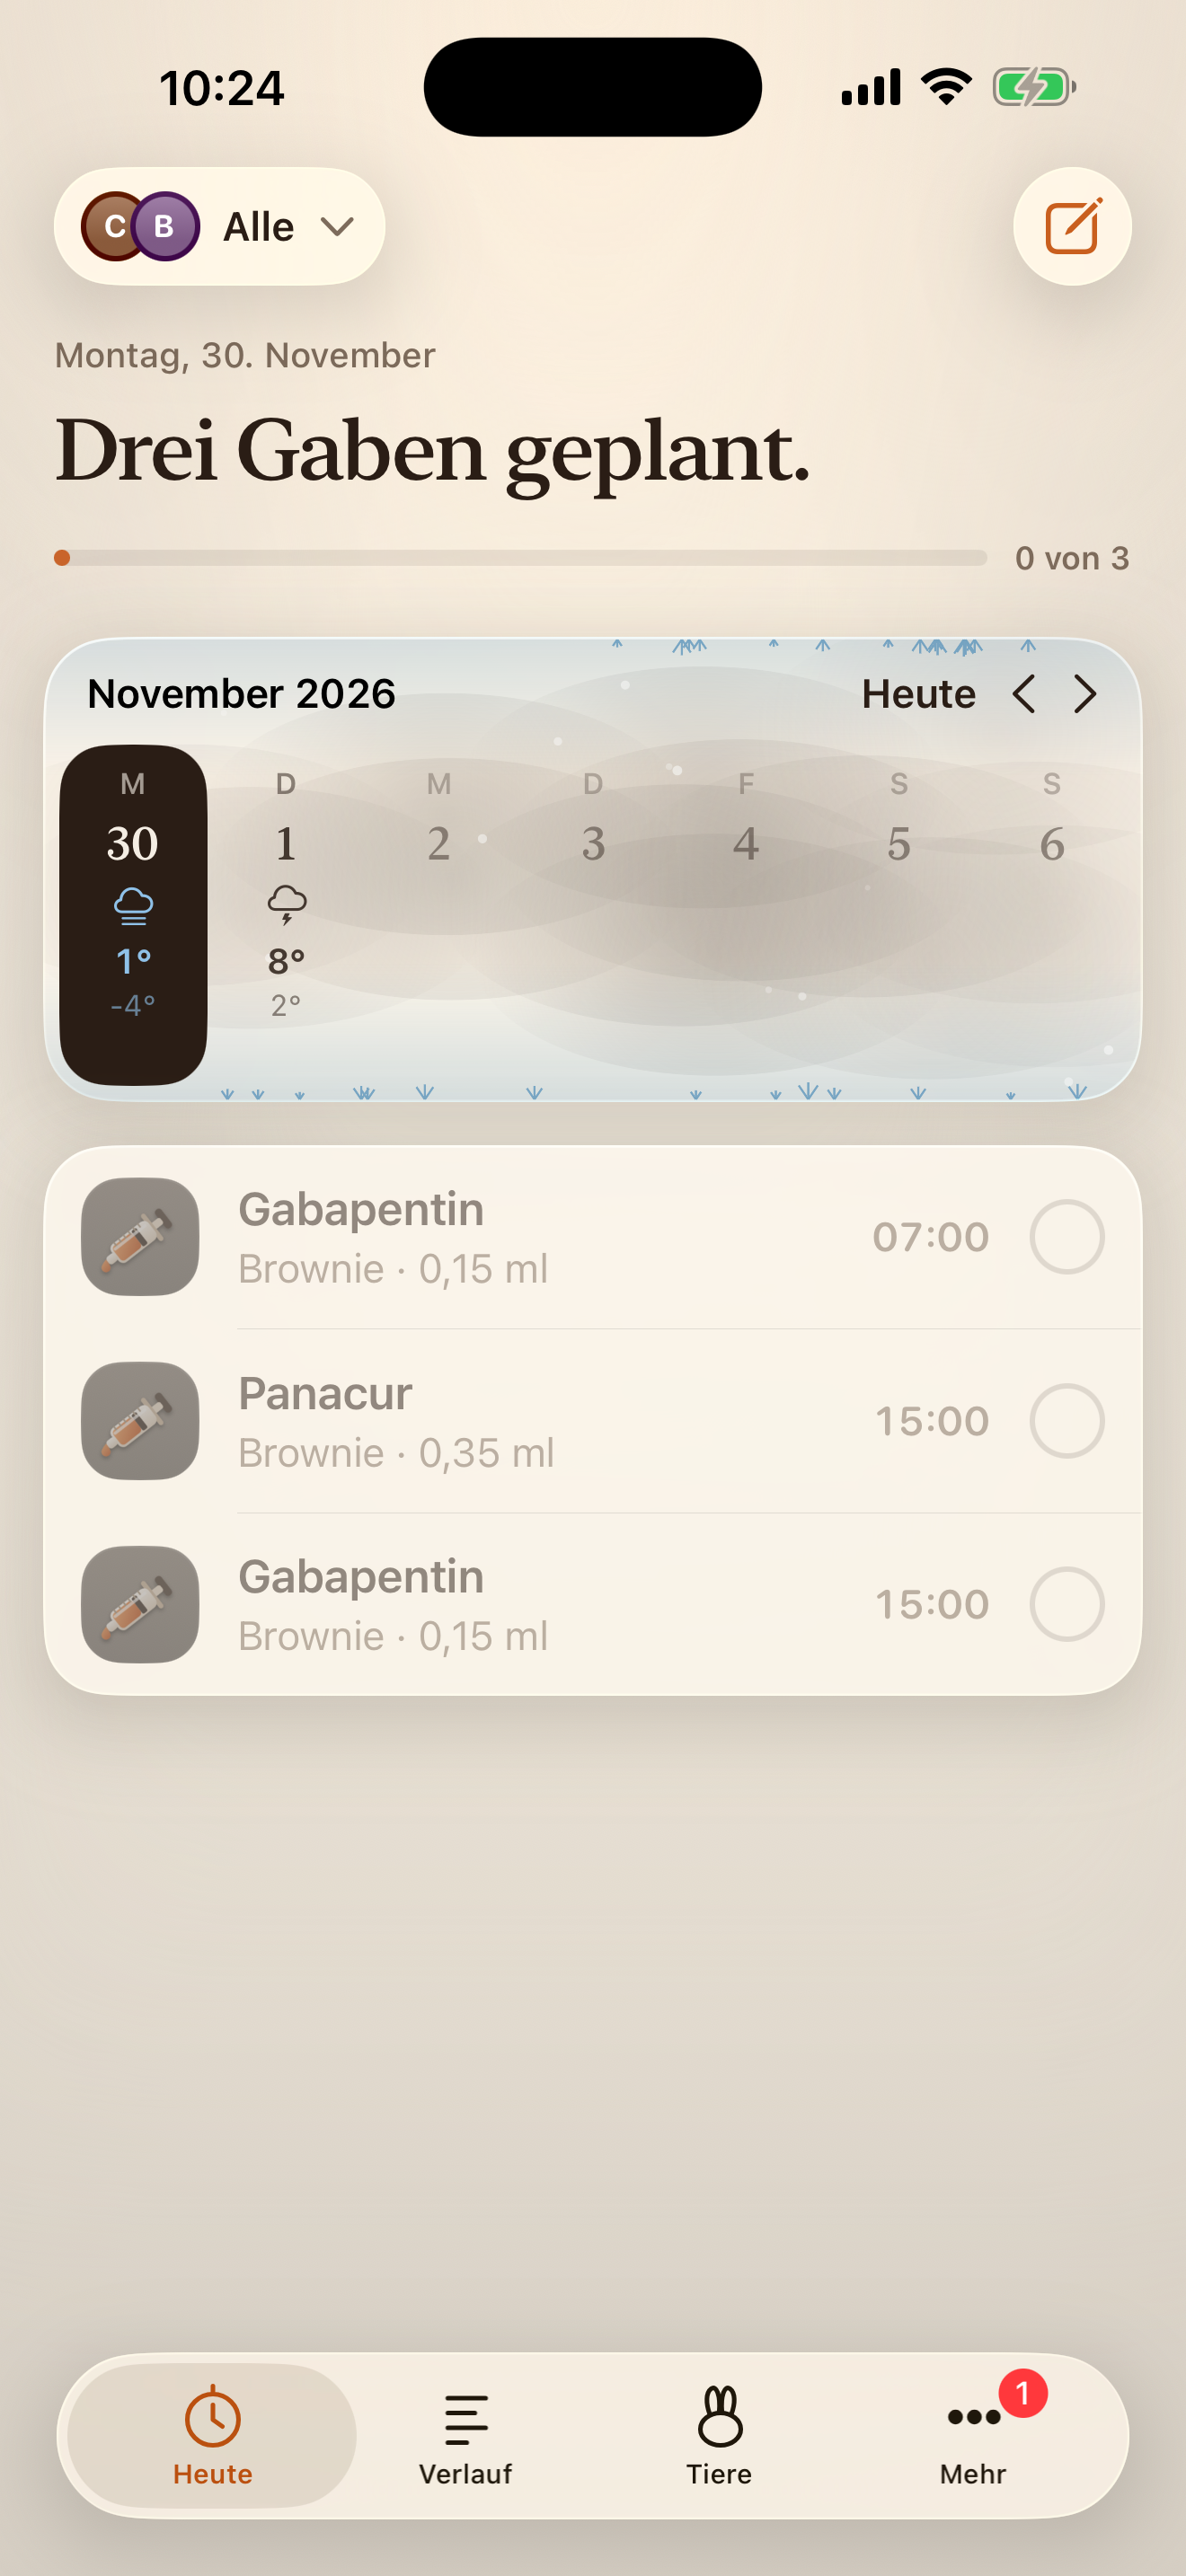 10:24
C B Alle
Montag, 30. November
Drei Gaben geplant.
0 von 3
November 2026 Heute
M D M D F S S
30 1 2 3 4 5 6
1° 8°
-4° 2°
Gabapentin
Brownie · 0,15 ml
07:00
Panacur
Brownie · 0,35 ml
15:00
Gabapentin
Brownie · 0,15 ml
15:00
1
Heute Verlauf Tiere Mehr